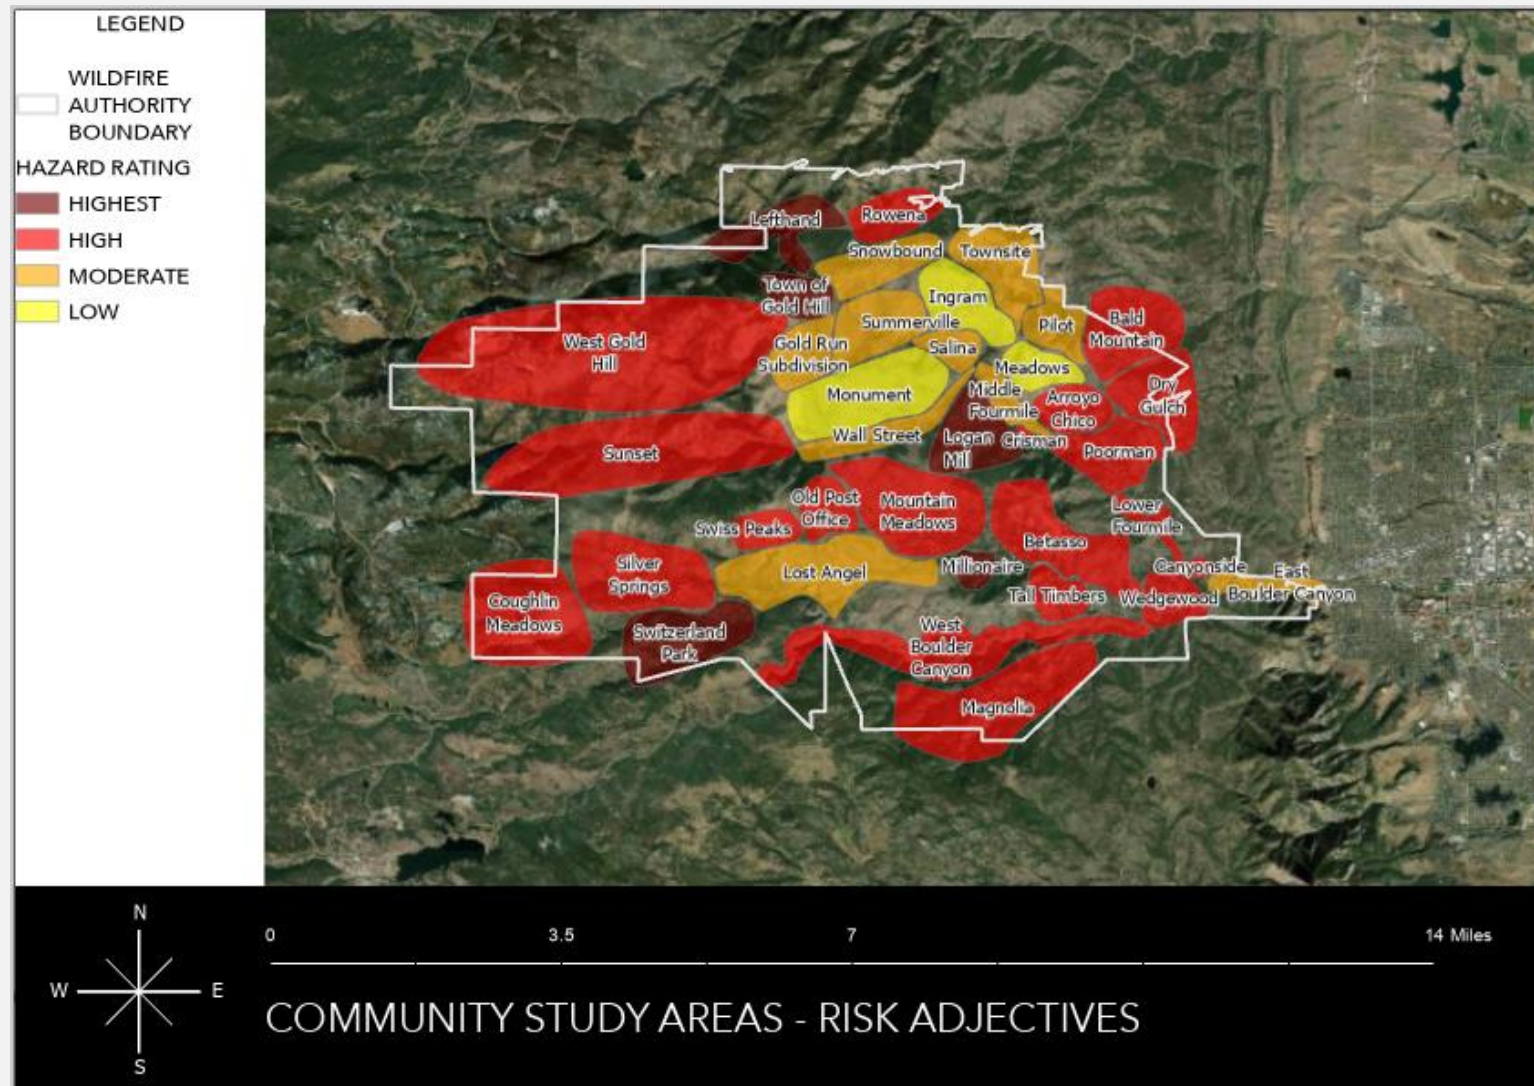 LEGEND
WILDFIRE
AUTHORITY
BOUNDARY
HAZARD RATING
HIGHEST
HIGH
MODERATE
LOW
Lefthand
Rowena
Snowbound
Townsite
Town of
Gold Hill
Ingram
Summerville
Pilot
Bald
Mountain
West Gold
Hill
Gold Run
Subdivision
Salina
Meadows
Monument
Middle
Fourmile
Arroyo
Chico
Dry
Gulch
Wall Street
Logan
Mill
Crisman
Poorman
Sunset
Old Post
Office
Mountain
Meadows
Lower
Fourmile
Swiss Peaks
Betasso
Silver
Springs
Lost Angel
Millionaire
Canyonside
East
Boulder Canyon
Coughlin
Meadows
Tall Timbers
Wedgewood
Switzerland
Park
West
Boulder
Canyon
Magnolia
N
W
E
S
0
3.5
7
14 Miles
COMMUNITY STUDY AREAS - RISK ADJECTIVES